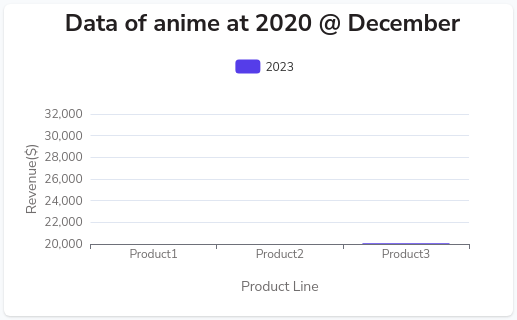 Data of anime at 2020 @ December
2023
32,000
30,000
28,000
26,000
24,000
22,000
20,000
Revenue($)
Product1 Product2 Product3
Product Line